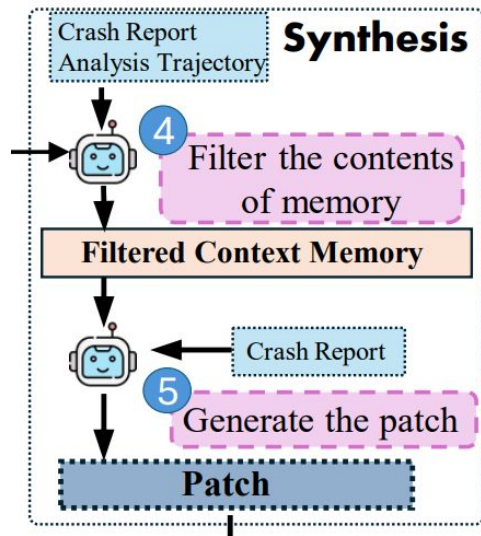 Synthesis
Crash Report
Analysis Trajectory
4
Filter the contents
of memory
Filtered Context Memory
Crash Report
5
Generate the patch
Patch